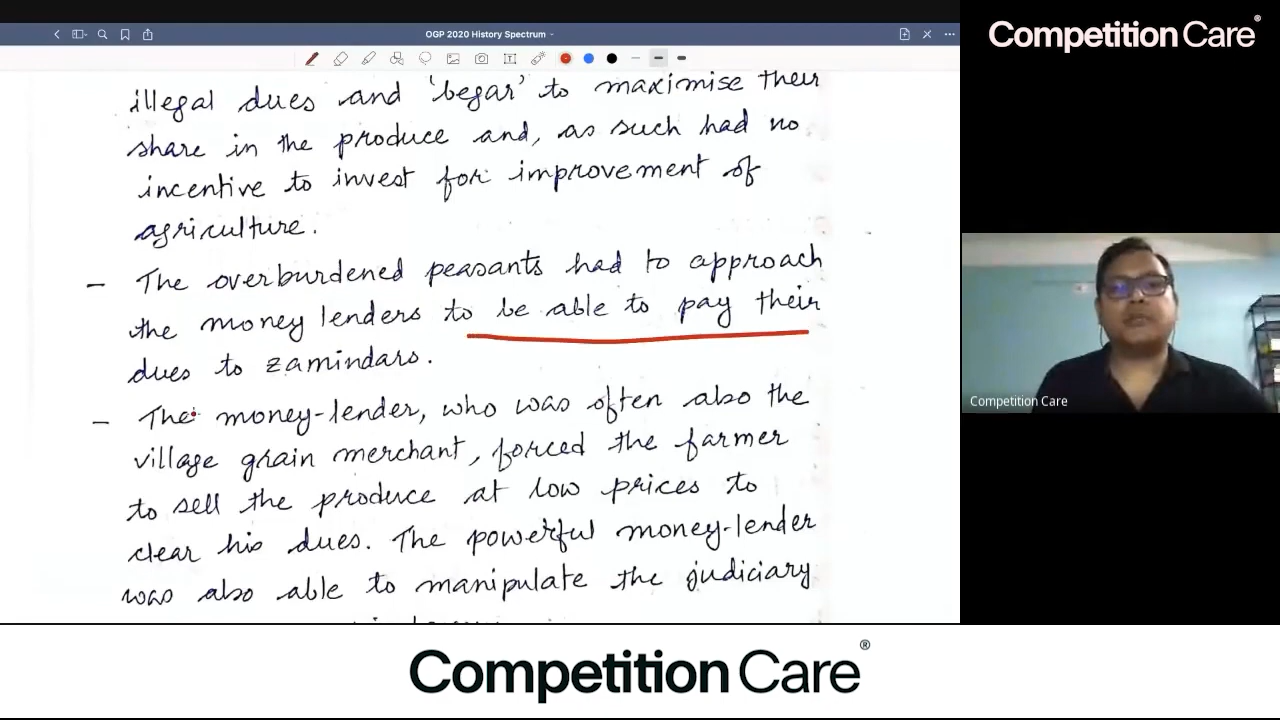 OGP 2020 History Spectrum
Competition Care®
illegal dues and 'begar' to maximise their
share in the produce and, as such had no
incentive to invest for improvement of
agriculture.
- The overburdened peasants had to approach
the money lenders to be able to pay their
dues to zamindars.
- The money-lender, who was often also the
village grain merchant, forced the farmer
to sell the produce at low prices to
clear his dues. The powerful money-lender
was also able to manipulate the judiciary
Competition Care
Competition Care®